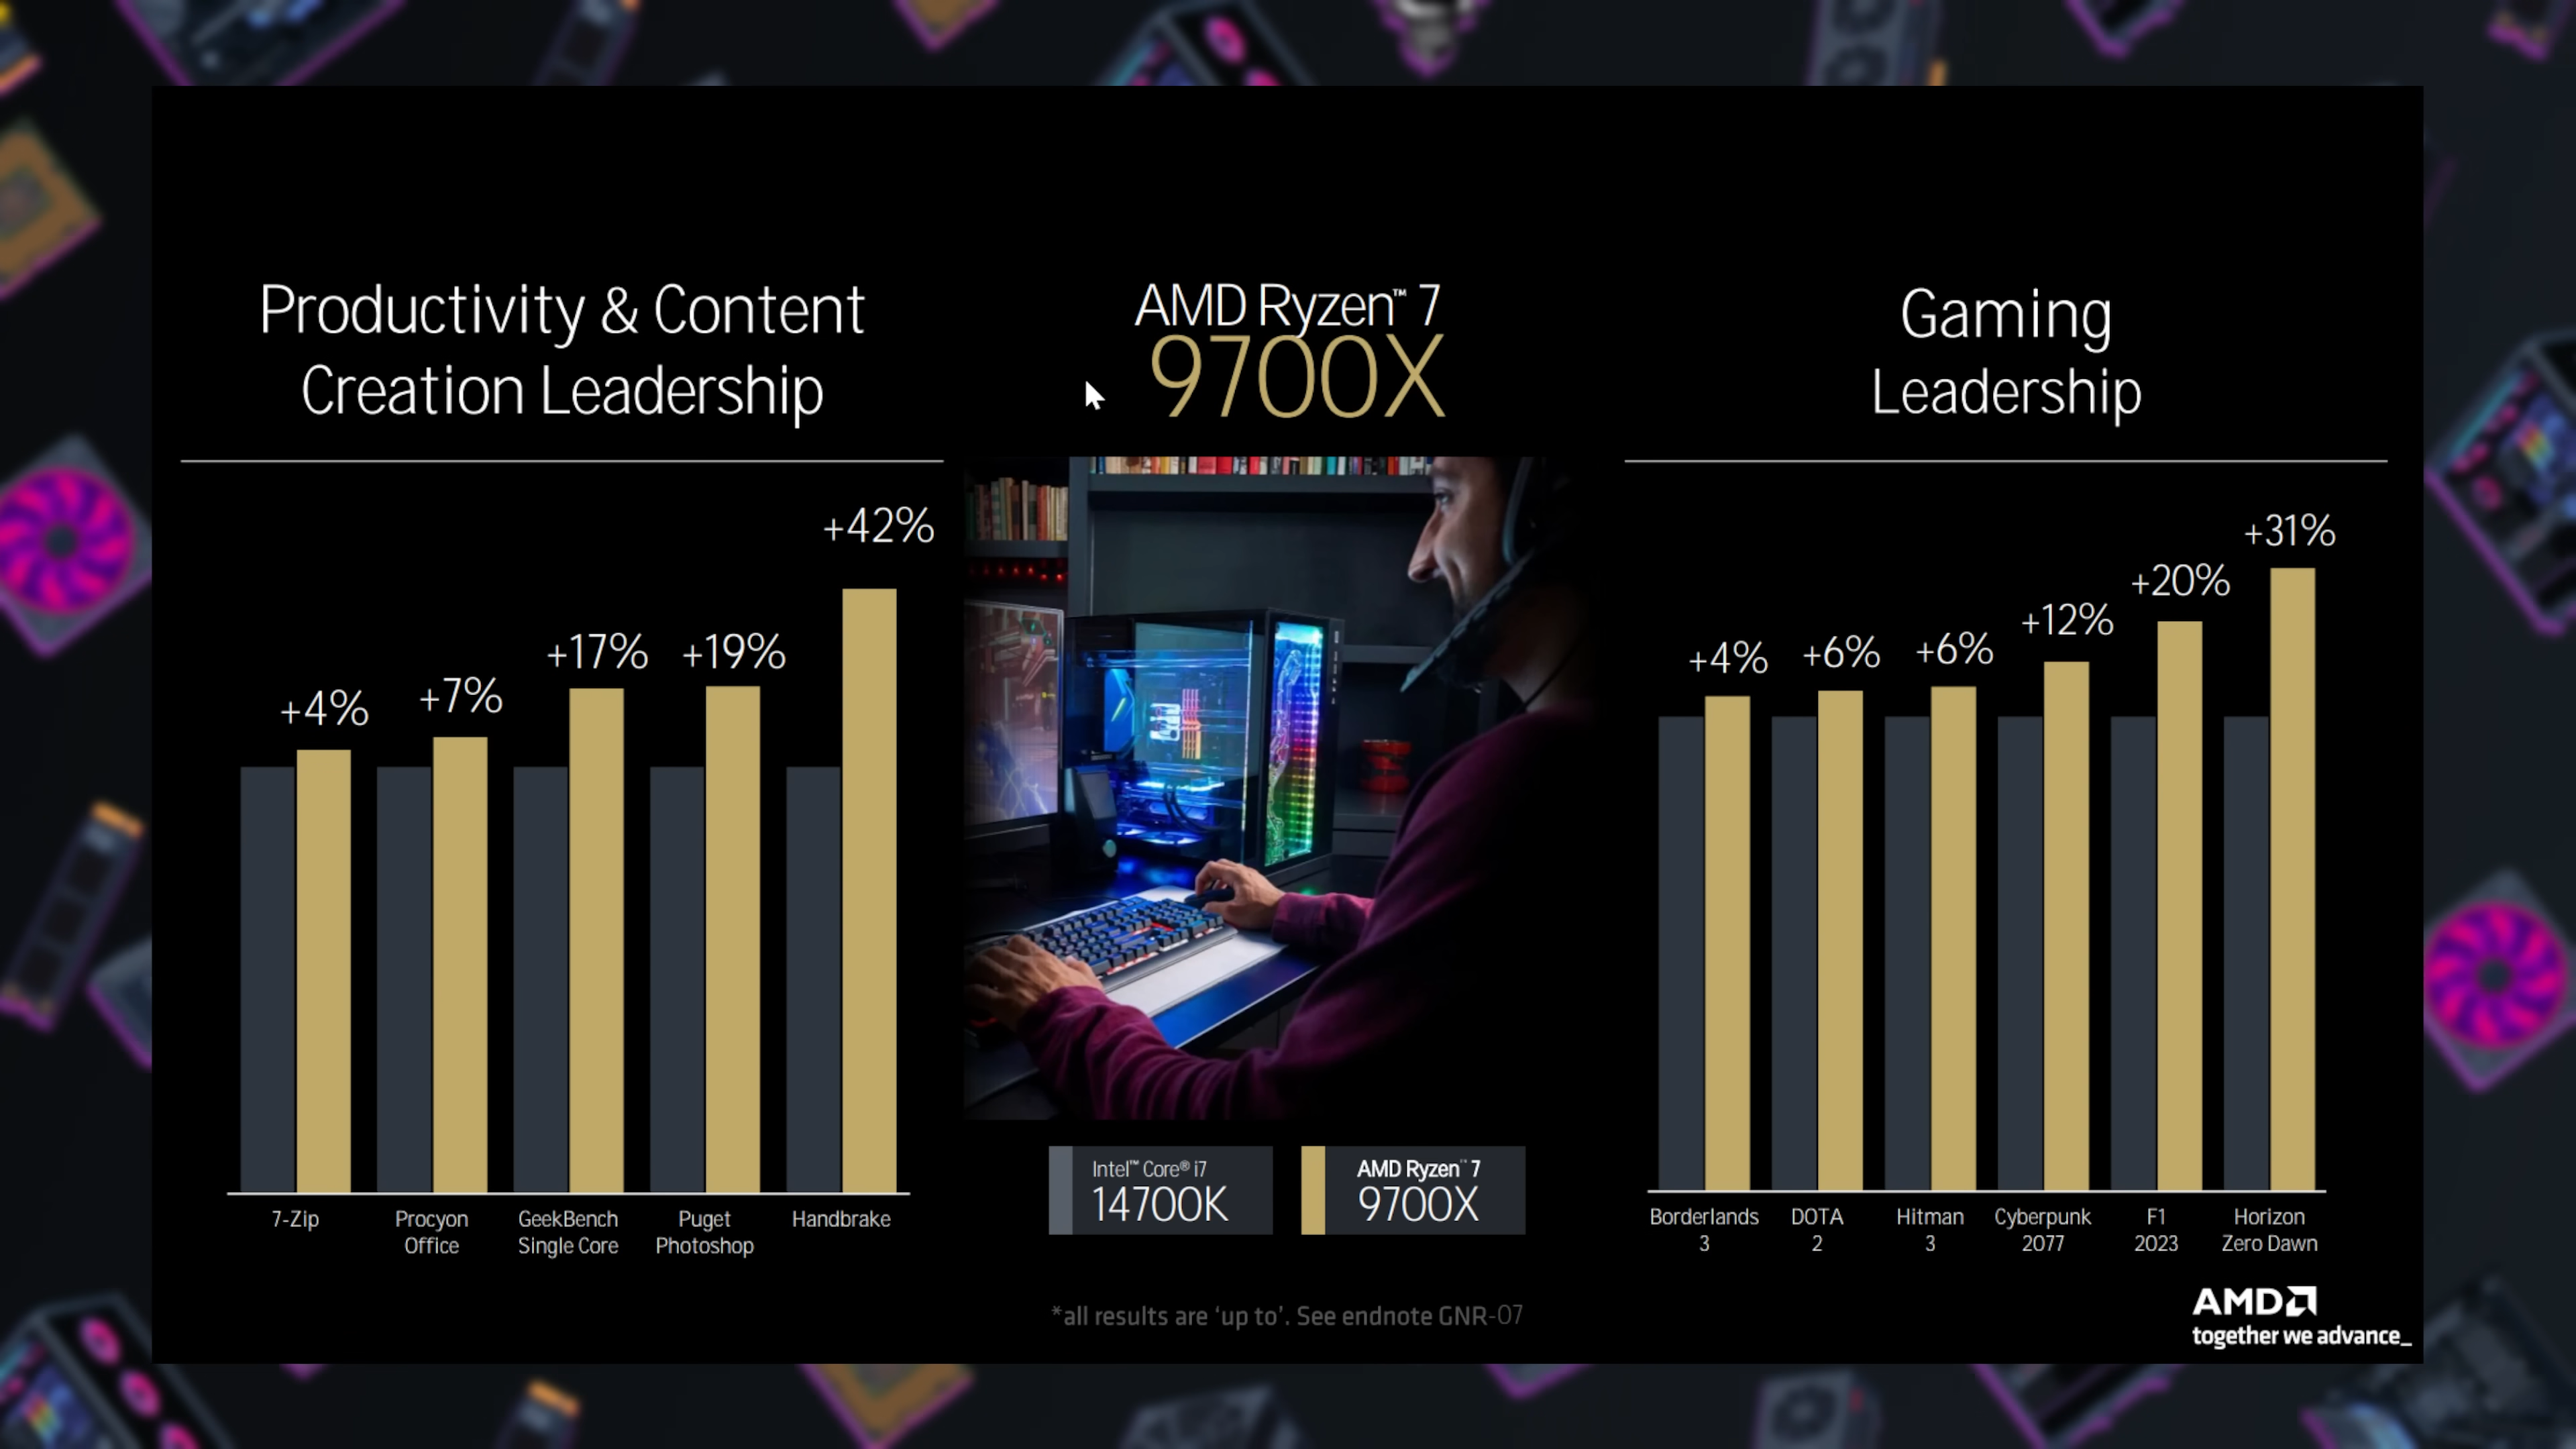 Productivity & Content
Creation Leadership
+4%
+7%
+17%
+19%
+42%
7-Zip
Procyon
Office
GeekBench
Single Core
Puget
Photoshop
Handbrake
AMD Ryzen™ 7
9700X
Intel™ Core® i7
14700K
AMD Ryzen™ 7
9700X
*all results are ‘up to’. See endnote GNR-07
Gaming
Leadership
+4%
+6%
+6%
+12%
+20%
+31%
Borderlands
3
DOTA
2
Hitman
3
Cyberpunk
2077
F1
2023
Horizon
Zero Dawn
AMD
together we advance_